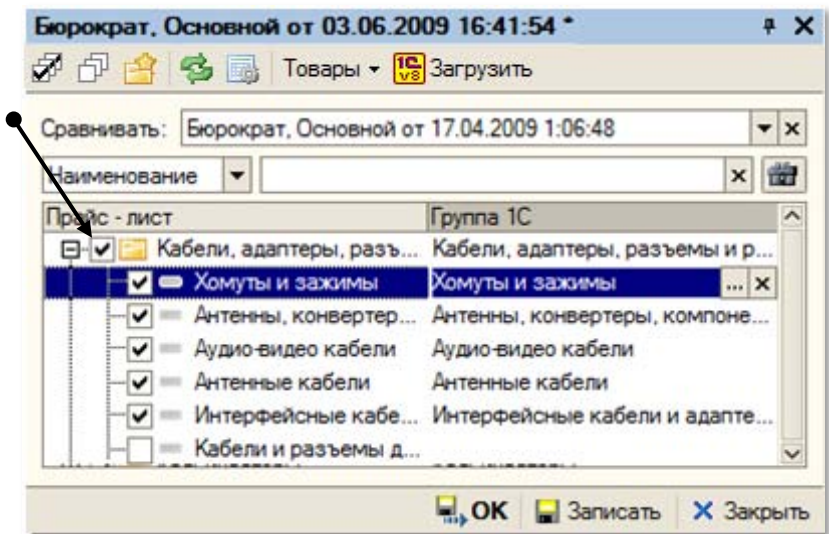 Бюрократ, Основной от 03.06.2009 16:41:54 *
Товары 1С V8 Загрузить
Сравнивать: Бюрократ, Основной от 17.04.2009 1:06:48
Наименование
Прайс - лист Группа 1С
Кабели, адаптеры, разъ... Кабели, адаптеры, разъемы и р...
Хомуты и зажимы Хомуты и зажимы ...
Антенны, конвертер... Антенны, конвертеры, компоне...
Аудио-видео кабели Аудио-видео кабели
Антенные кабели Антенные кабели
Интерфейсные кабе... Интерфейсные кабели и адапте...
Кабели и разъемы д...
OK Записать Закрыть